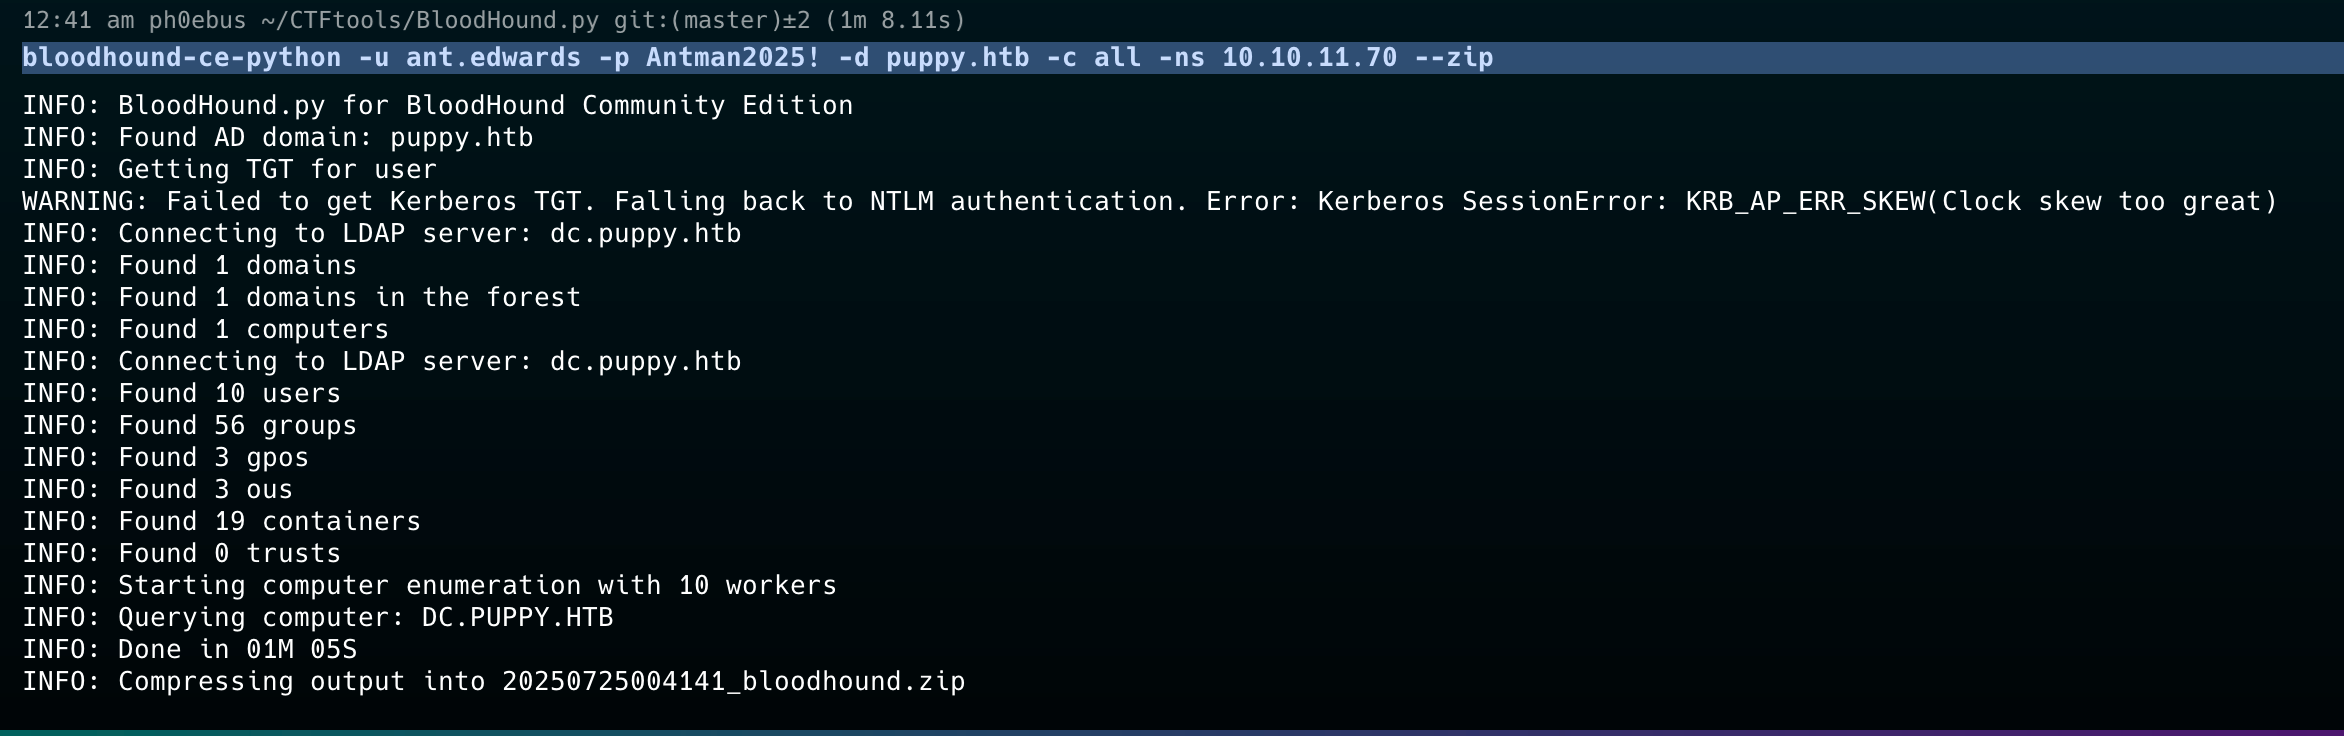 12:41 am ph0ebus ~/CTFtools/BloodHound.py git:(master)±2 (1m 8.11s)
bloodhound-ce-python -u ant.edwards -p Antman2025! -d puppy.htb -c all -ns 10.10.11.70 --zip
INFO: BloodHound.py for BloodHound Community Edition
INFO: Found AD domain: puppy.htb
INFO: Getting TGT for user
WARNING: Failed to get Kerberos TGT. Falling back to NTLM authentication. Error: Kerberos SessionError: KRB_AP_ERR_SKEW(Clock skew too great)
INFO: Connecting to LDAP server: dc.puppy.htb
INFO: Found 1 domains
INFO: Found 1 domains in the forest
INFO: Found 1 computers
INFO: Connecting to LDAP server: dc.puppy.htb
INFO: Found 10 users
INFO: Found 56 groups
INFO: Found 3 gpos
INFO: Found 3 ous
INFO: Found 19 containers
INFO: Found 0 trusts
INFO: Starting computer enumeration with 10 workers
INFO: Querying computer: DC.PUPPY.HTB
INFO: Done in 01M 05S
INFO: Compressing output into 20250725004141_bloodhound.zip